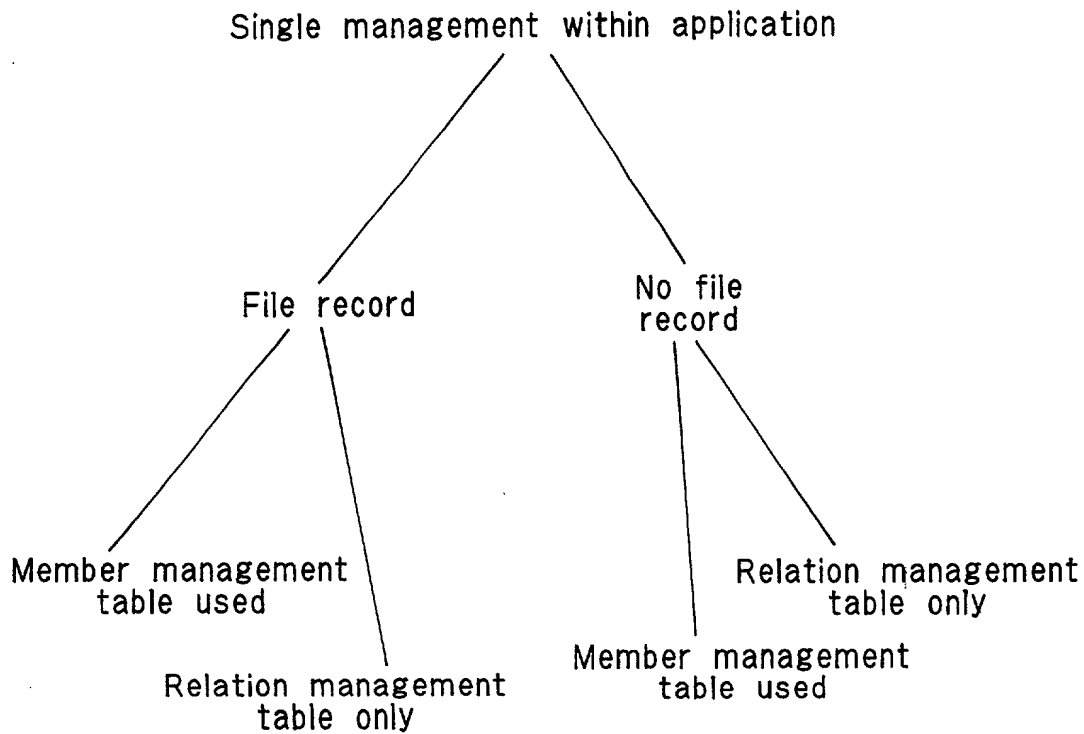 Single management within application
File record
No file
record
Member management
table used
Relation management
table only
Member management
table used
Relation management
table only